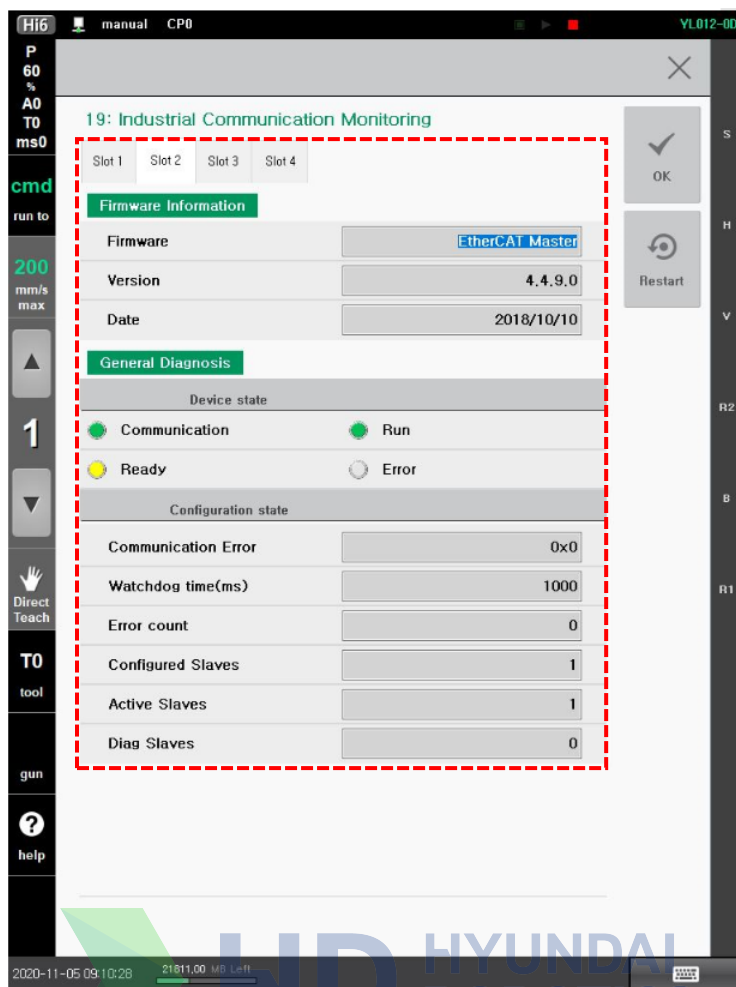 Hi6 manual CP0 YL012-0D
P
60
%
A0
T0
ms0
cmd
run to
200
mm/s
max
1
Direct
Teach
T0
tool
gun
?
help
19: Industrial Communication Monitoring
Slot 1 Slot 2 Slot 3 Slot 4
Firmware Information
Firmware EtherCAT Master
Version 4.4.9.0
Date 2018/10/10
General Diagnosis
Device state
Communication Run
Ready Error
Configuration state
Communication Error 0x0
Watchdog time(ms) 1000
Error count 0
Configured Slaves 1
Active Slaves 1
Diag Slaves 0
OK
Restart
S
H
V
R2
B
R1
HD HYUNDAI
2020-11-05 09:10:28 21811,00 MB Left